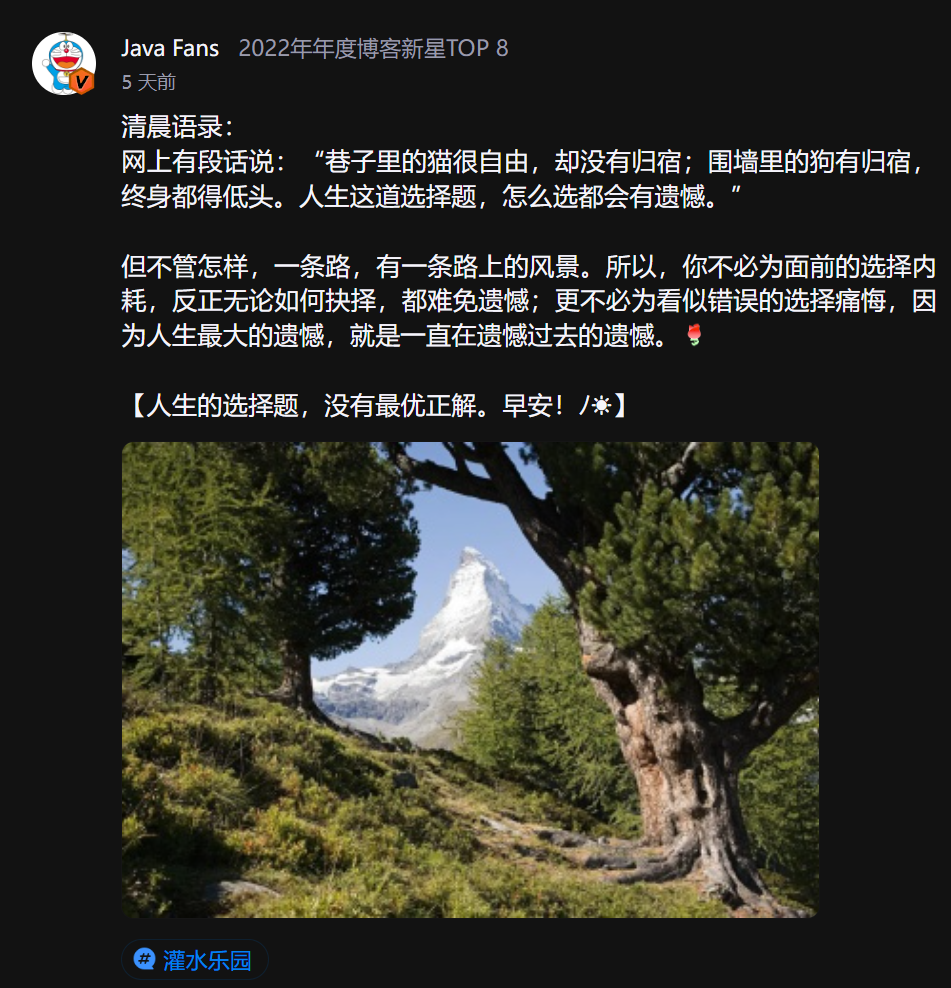 Java Fans 2022年年度博客新星TOP 8
5 天前
清晨语录：
网上有段话说：“巷子里的猫很自由，却没有归宿；围墙里的狗有归宿，
终身都得低头。人生这道选择题，怎么选都会有遗憾。”
但不管怎样，一条路，有一条路上的风景。所以，你不必为面前的选择内
耗，反正无论如何抉择，都难免遗憾；更不必为看似错误的选择痛悔，因
为人生最大的遗憾，就是一直在遗憾过去的遗憾。🌹
【人生的选择题，没有最优正解。早安！/☀】
# 灌水乐园